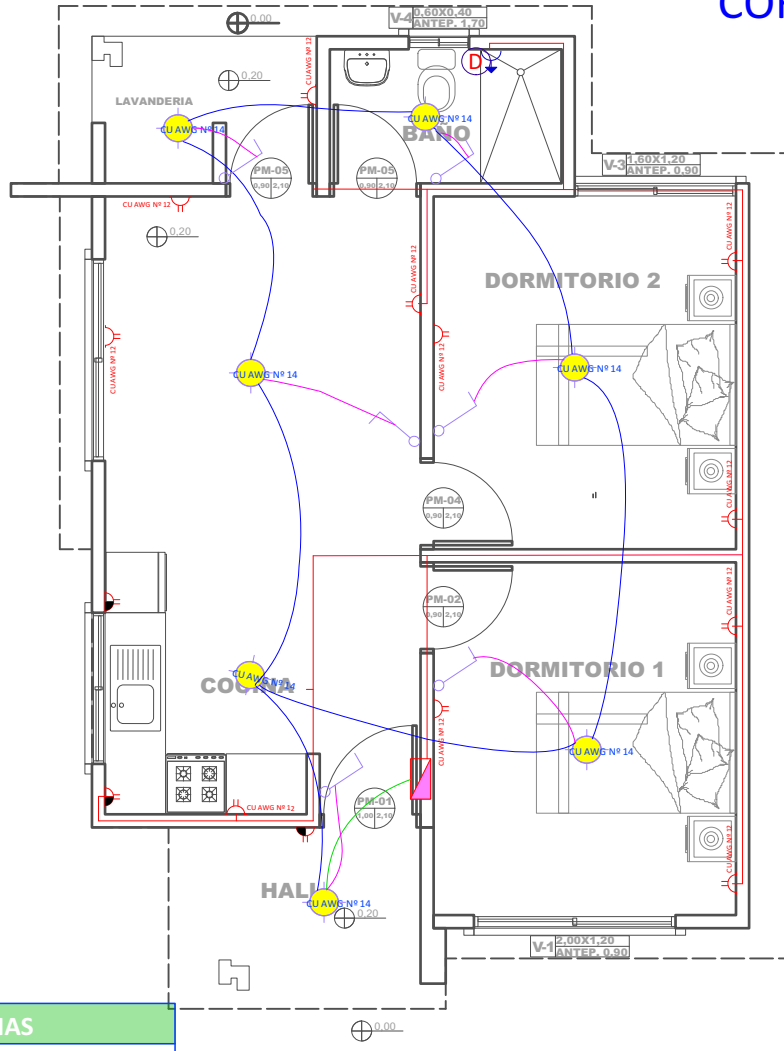 COR
V-4
0,60X0,40
ANTEP. 1,70
0,00
0,20
CU AWG Nº 12
D
LAVANDERIA
CU AWG Nº 14
CU AWG Nº 14
BAÑO
V-3
1,60X1,20
ANTEP. 0,90
PM-05
0,90
2,10
PM-05
0,90
2,10
CU AWG Nº 12
0,20
CU AWG Nº 12
CU AWG Nº 12
DORMITORIO 2
CU AWG Nº 12
CU AWG Nº 12
CU AWG Nº 14
CU AWG Nº 14
CU AWG Nº 12
PM-04
0,90
2,10
PM-02
0,90
2,10
CU AWG Nº 12
COCINA
CU AWG Nº 14
DORMITORIO 1
CU AWG Nº 12
CU AWG Nº 14
PM-01
1,00
2,10
CU AWG Nº 12
CU AWG Nº 12
HALL
CU AWG Nº 14
0,20
V-1
2,00X1,20
ANTEP. 0,90
IAS
0,00